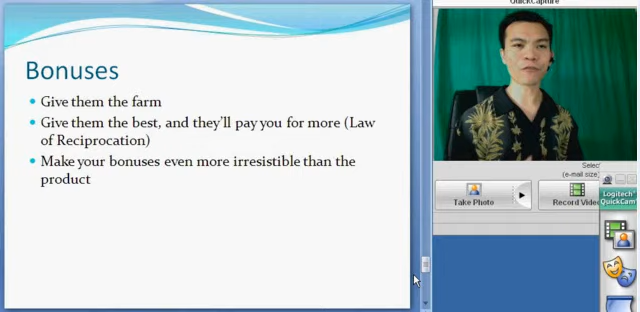 QuickCapture
Bonuses
Give them the farm
Give them the best, and they'll pay you for more (Law
of Reciprocation)
Make your bonuses even more irresistible than the
product
Select
(e-mail size)
Take Photo
Record Video
Logitech
QuickCam